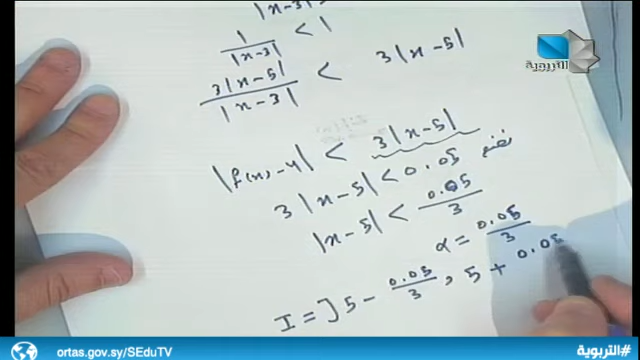 |x-3|
1/|x-3| < 1
3|x-5|/|x-3| < 3|x-5|
|f(x)-4| < 3|x-5|
3|x-5| < 0.05 نضع
|x-5| < 0.05/3
α = 0.05/3
I = ]5 - 0.05/3 , 5 + 0.05
التربوية
ortas.gov.sy/SEduTV
#التربوية